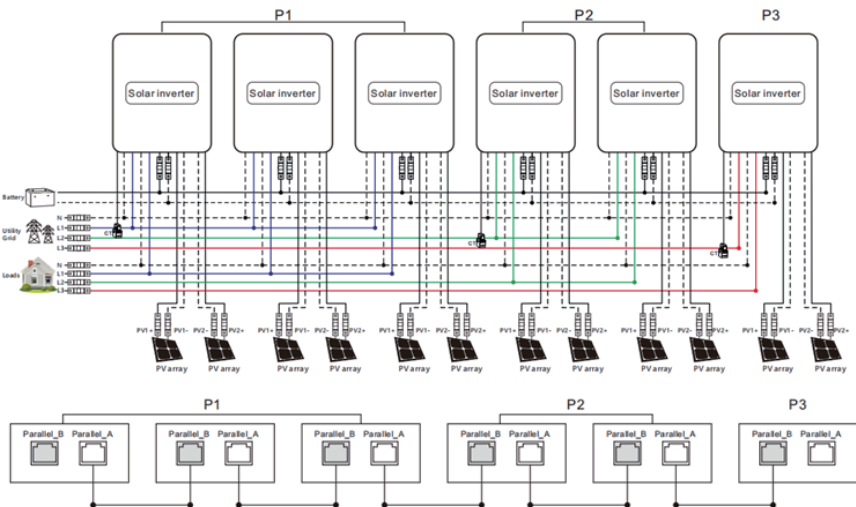 P1 P2 P3
Solar inverter Solar inverter Solar inverter Solar inverter Solar inverter Solar inverter
Battery
Utility
Grid
N
L1
L2
L3
CT CT CT
Loads
N
L1
L2
L3
PV1+ PV1- PV2- PV2+ PV1+ PV1- PV2- PV2+ PV1+ PV1- PV2- PV2+ PV1+ PV1- PV2- PV2+ PV1+ PV1- PV2- PV2+ PV1+ PV1- PV2- PV2+
PV array PV array PV array PV array PV array PV array PV array PV array PV array PV array PV array PV array
P1 P2 P3
Parallel_B Parallel_A Parallel_B Parallel_A Parallel_B Parallel_A Parallel_B Parallel_A Parallel_B Parallel_A Parallel_B Parallel_A